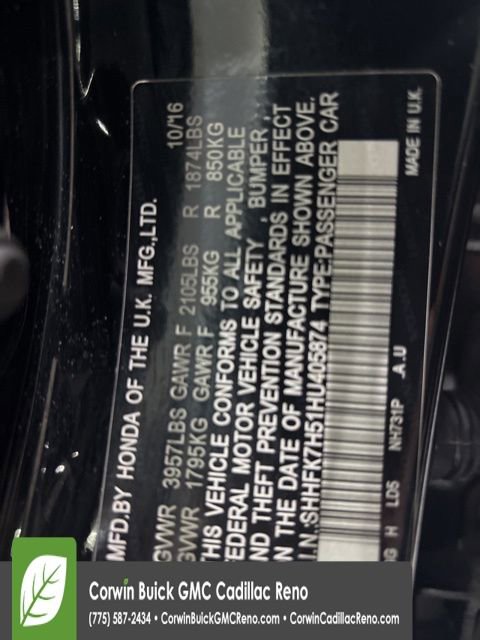 MFD.BY HONDA OF THE U.K. MFG.,LTD.
10/16
GVWR 3957LBS GAWR F 2105LBS R 1874LBS
GVWR 1795KG GAWR F 955KG R 850KG
THIS VEHICLE CONFORMS TO ALL APPLICABLE
FEDERAL MOTOR VEHICLE SAFETY , BUMPER ,
AND THEFT PREVENTION STANDARDS IN EFFECT
ON THE DATE OF MANUFACTURE SHOWN ABOVE.
I.N.:SHHFK7H51HU405874 TYPE:PASSENGER CAR
NH731P A.U
H LDS
MADE IN U.K.
Corwin Buick GMC Cadillac Reno
(775) 587-2434 • CorwinBuickGMCReno.com • CorwinCadillacReno.com